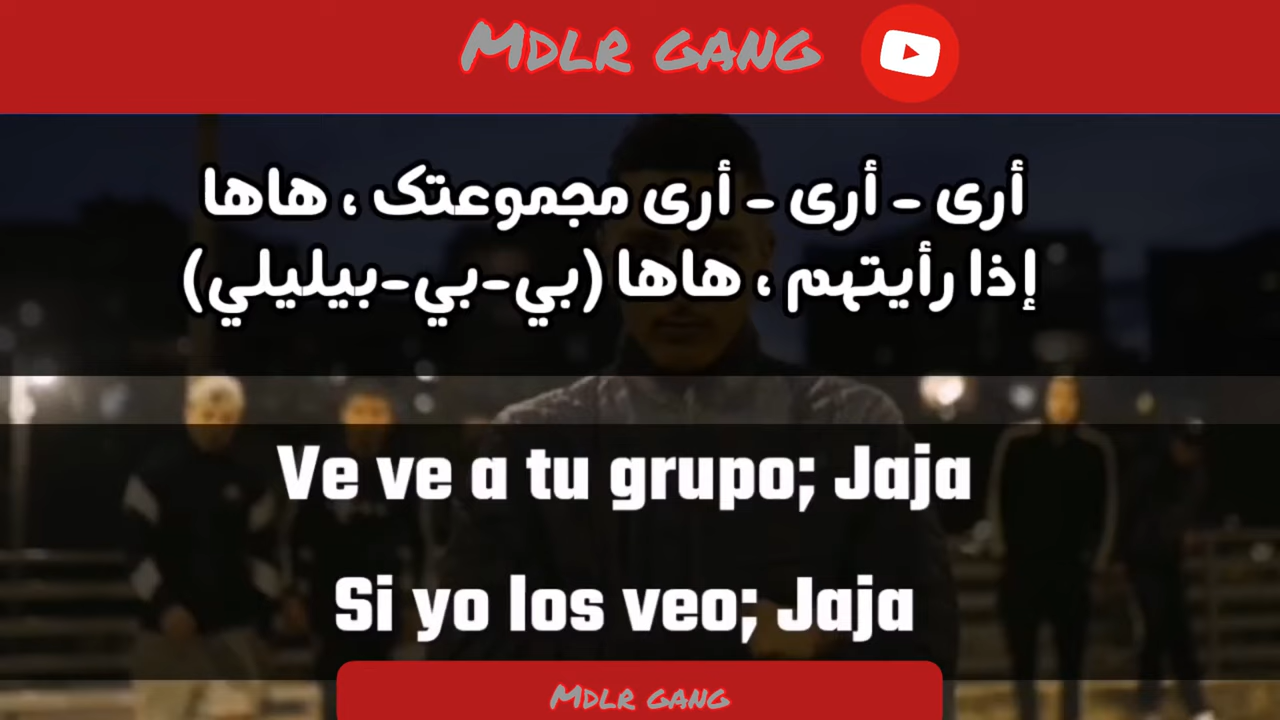 MDLR GANG
أرى - أرى - أرى مجموعتك ، هاها
إذا رأيتهم ، هاها (بي-بي-بيليلي)
Ve ve a tu grupo; Jaja
Si yo los veo; Jaja
MDLR GANG